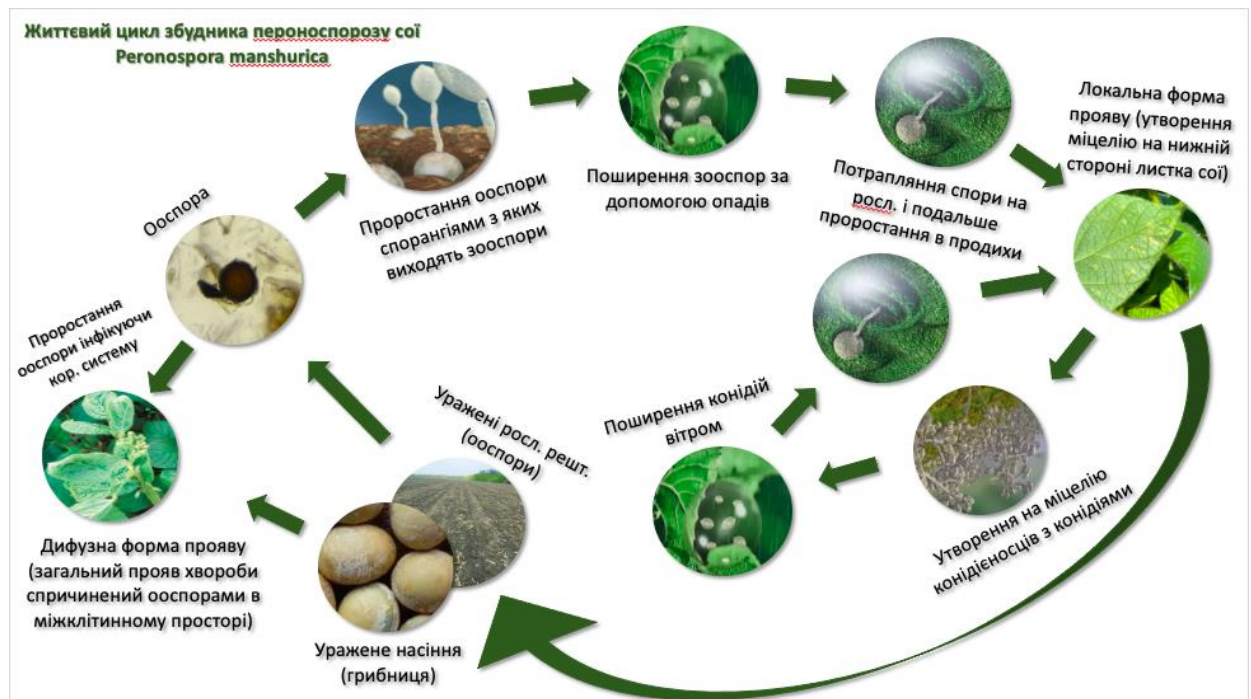 Життєвий цикл збудника пероноспорозу сої
Peronospora manshurica
Ооспора
Проростання ооспори
спорангіями з яких
виходять зооспори
Поширення зооспор за
допомогою опадів
Потрапляння спори на
росл. і подальше
проростання в продихи
Локальна форма
прояву (утворення
міцелію на нижній
стороні листка сої)
Утворення на міцелію
конідієносців з конідіями
Поширення конідій
вітром
Уражені росл. решт.
(ооспори)
Уражене насіння
(грибниця)
Проростання
ооспори інфікуючи
кор. систему
Дифузна форма прояву
(загальний прояв хвороби
спричинений ооспорами в
міжклітинному просторі)